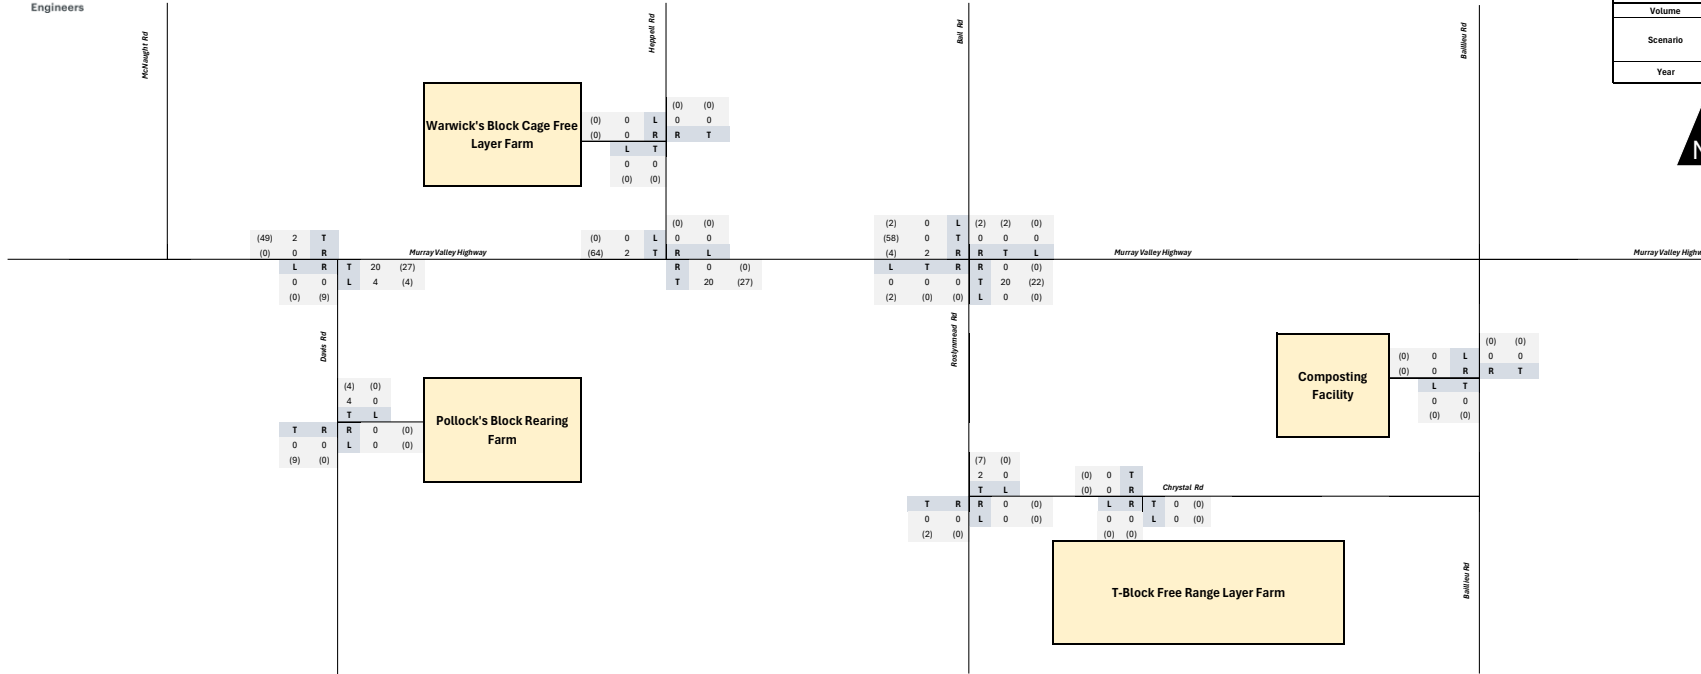 Engineers
Volume
Scenario
Year
McNaught Rd
Heppell Rd
Ball Rd
Baillieu Rd
N
Warwick's Block Cage Free
Layer Farm
(0) (0)
(0) 0 L 0 0
(0) 0 R R T
L T
0 0
(0) (0)
(49) 2 T
(0) 0 R
Murray Valley Highway
L R T 20 (27)
0 0 L 4 (4)
(0) (9)
(0) (0)
(0) 0 L 0 0
(64) 2 T R L
R 0 (0)
T 20 (27)
(2) 0 L (2) (2) (0)
(58) 0 T 0 0 0
(4) 2 R R T L
Murray Valley Highway
L T R R 0 (0)
0 0 0 T 20 (22)
(2) (0) (0) L 0 (0)
Murray Valley Highw
Davis Rd
Roslynmead Rd
(4) (0)
4 0
T L
T R R 0 (0)
0 0 L 0 (0)
(9) (0)
Pollock's Block Rearing
Farm
Composting
Facility
(0) (0)
(0) 0 L 0 0
(0) 0 R R T
L T
0 0
(0) (0)
(7) (0)
2 0
T L
T R R 0 (0)
0 0 L 0 (0)
(2) (0)
(0) 0 T
(0) 0 R
Chrystal Rd
L R T 0 (0)
0 0 L 0 (0)
(0) (0)
T-Block Free Range Layer Farm
Baillieu Rd